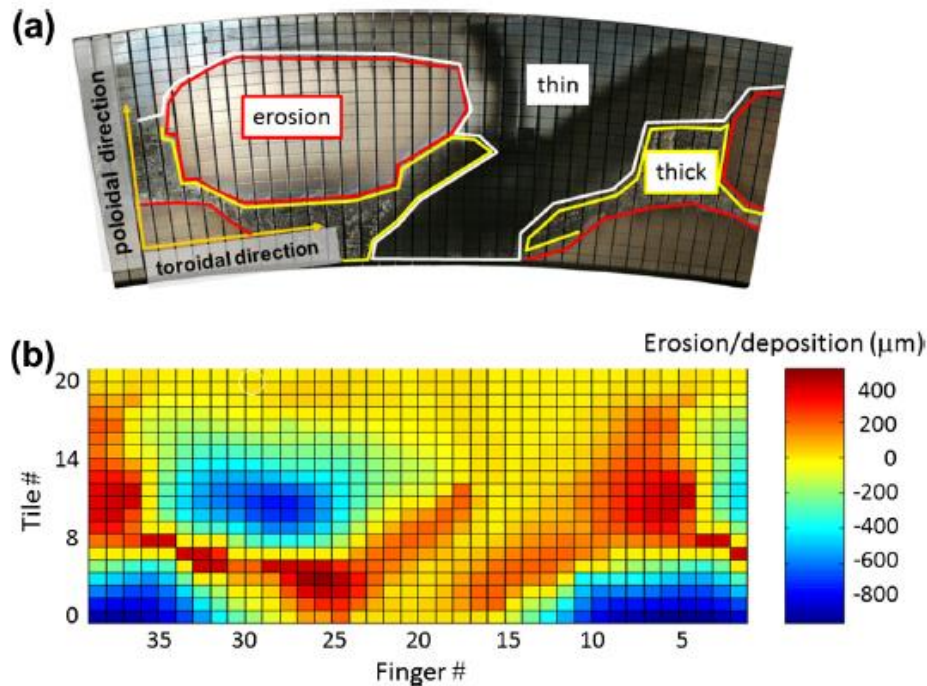 (a)
thin
erosion
thick
poloidal direction
toroidal direction
(b)
Erosion/deposition (μm)
20
14
8
0
Tile #
35
30
25
20
15
10
5
Finger #
400
200
0
-200
-400
-600
-800